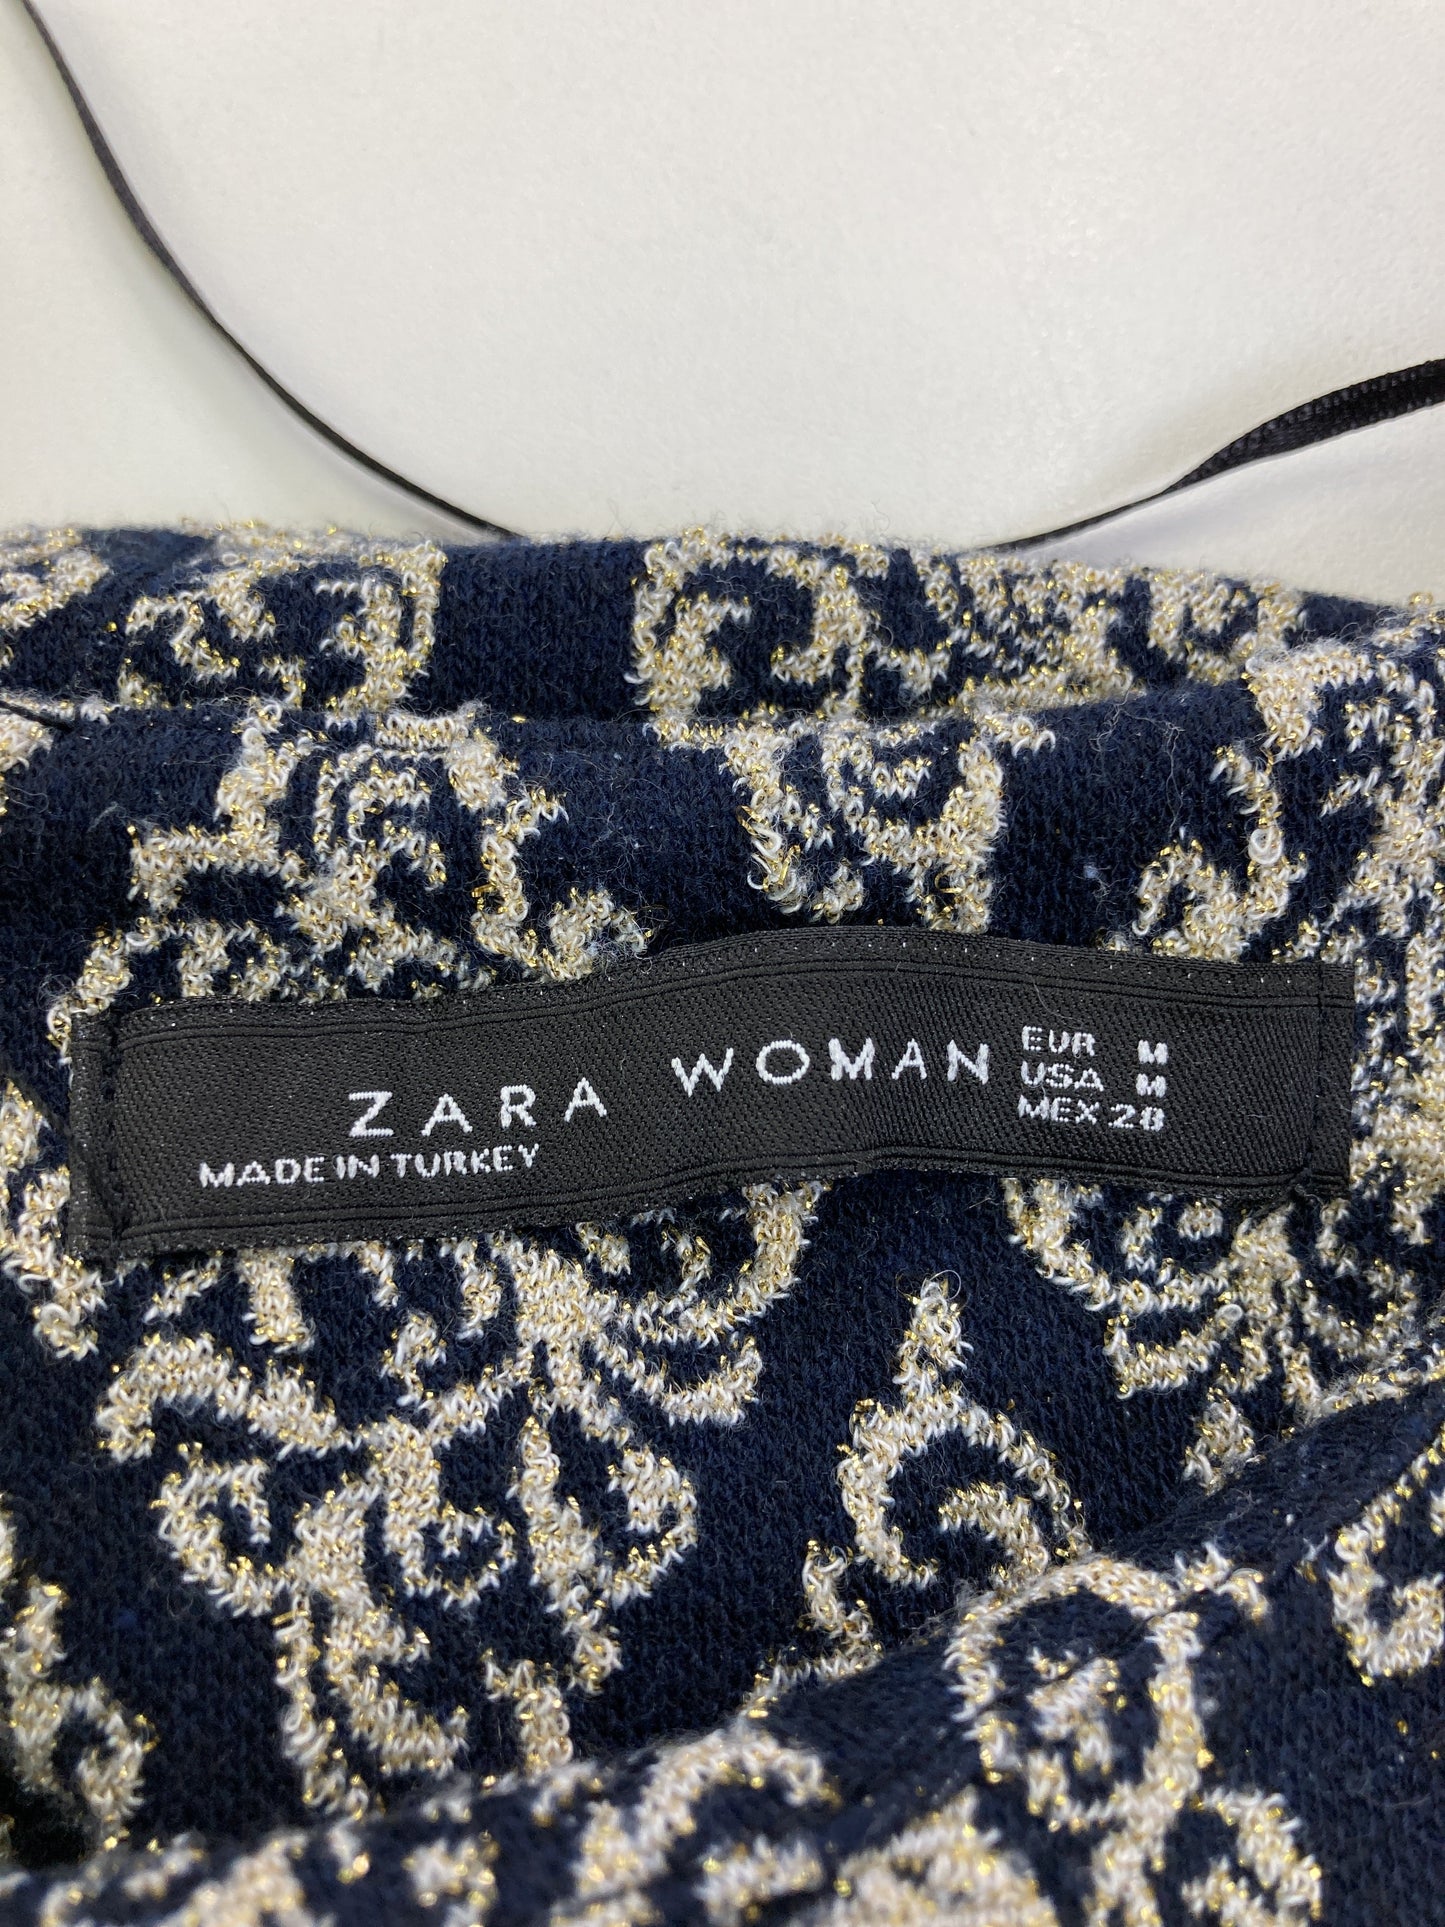 ZARA WOMAN
MADE IN TURKEY
EUR M
USA M
MEX 28